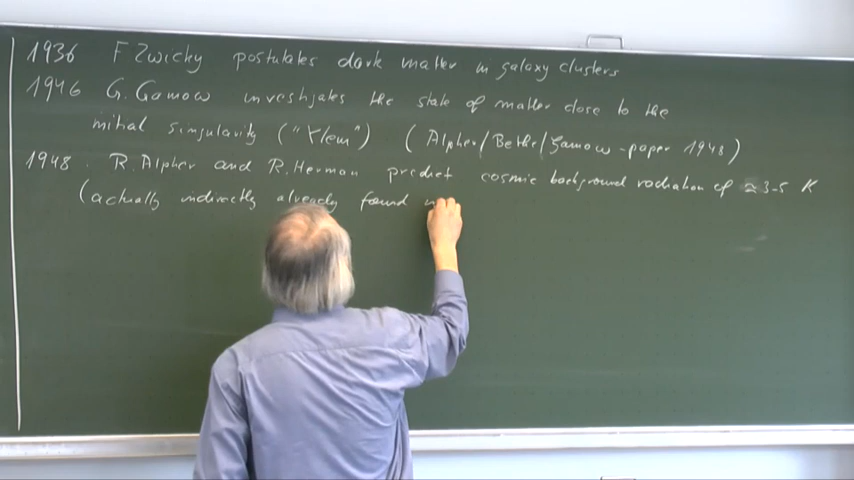 1936 F Zwicky postulates dark matter in galaxy clusters
1946 G. Gamow investigates the state of matter close to the
initial singularity ("Ylem") (Alpher/Bethe/Gamow-paper 1948)
1948. R. Alpher and R. Herman predict cosmic background radiation of ≈ 3-5 K
(actually indirectly already found